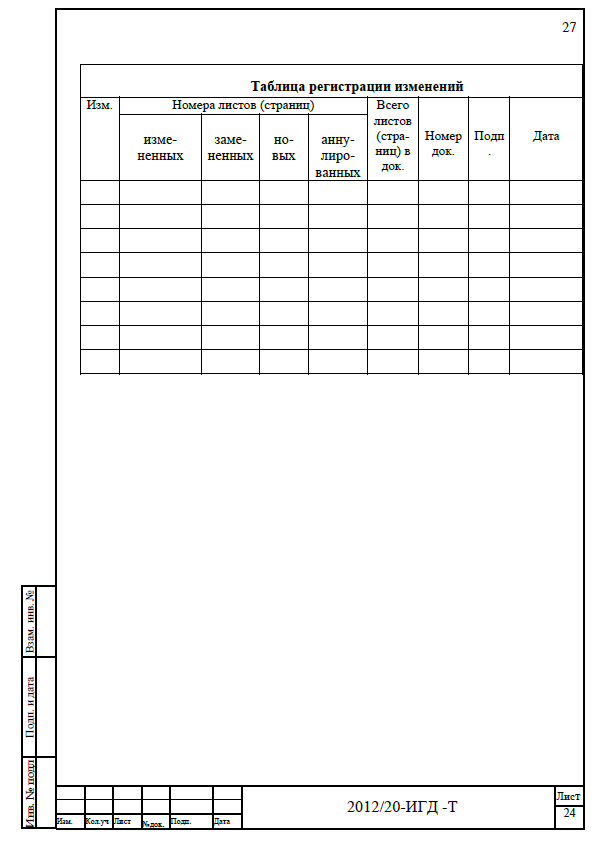 27
Таблица регистрации изменений
Изм.
Номера листов (страниц)
Всего
листов
(стра-
ниц) в
док.
Номер
док.
Подп
.
Дата
изме-
ненных
заме-
ненных
но-
вых
анну-
лиро-
ванных
Взам. инв. №
Подп. и дата
Инв. № подл
Изм.
Кол.уч
Лист
№док.
Подп.
Дата
2012/20-ИГД -Т
Лист
24